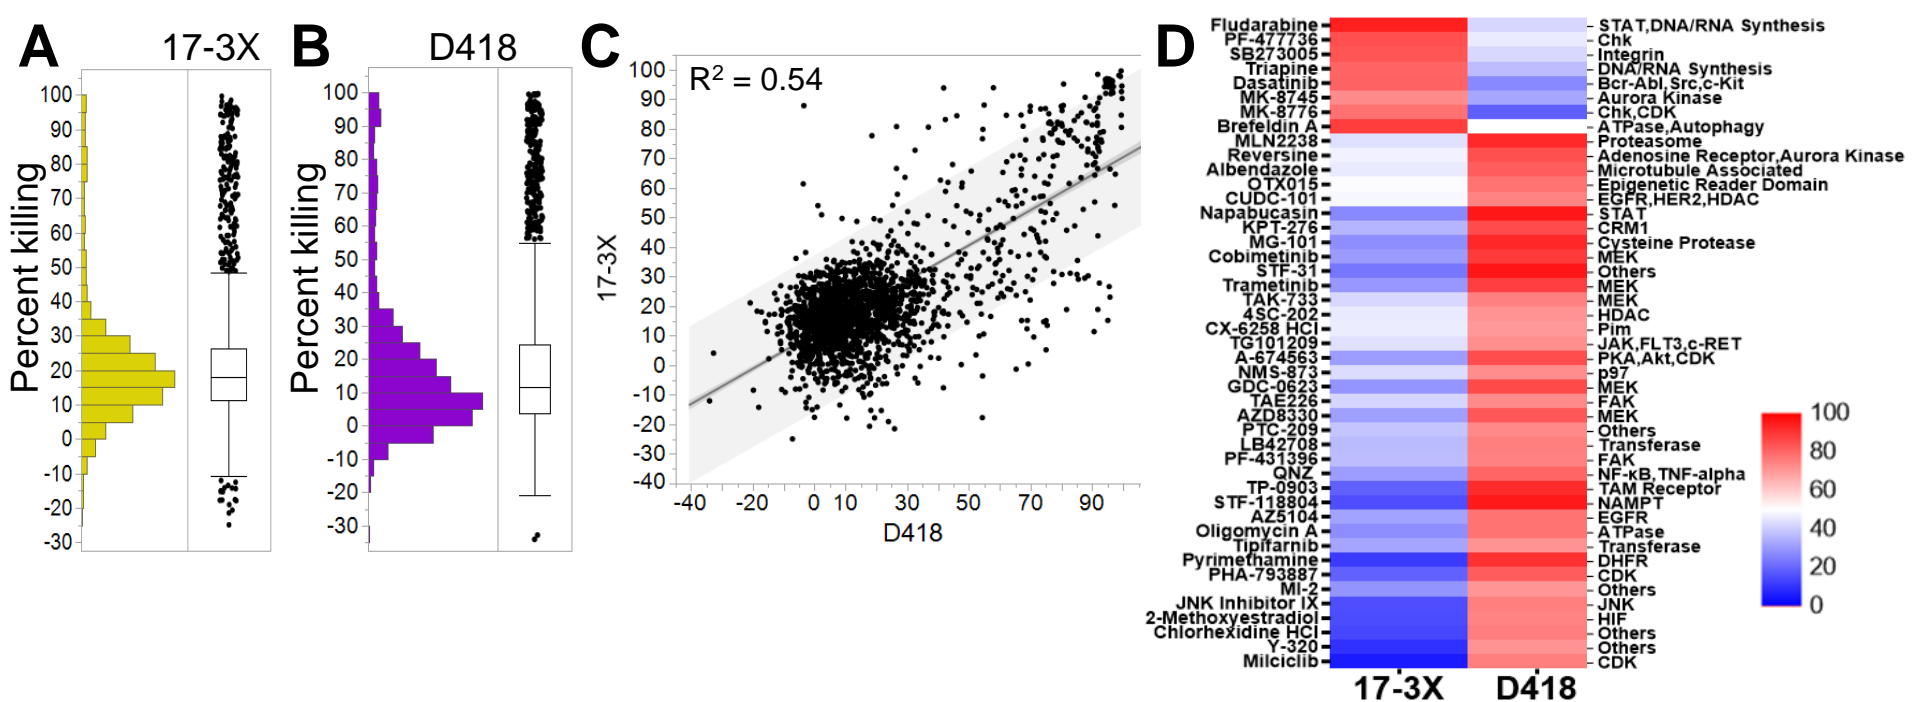 A
17-3X
Percent killing
100
90
80
70
60
50
40
30
20
10
0
-10
-20
-30
B
D418
Percent killing
100
90
80
70
60
50
40
30
20
10
0
-10
-20
-30
C
R² = 0.54
17-3X
100
90
80
70
60
50
40
30
20
10
0
-10
-20
-30
-40
-40 -20 0 10 30 50 70 90
D418
D
Fludarabine STAT,DNA/RNA Synthesis
PF-477736 Chk
SB273005 Integrin
Triapine DNA/RNA Synthesis
Dasatinib Bcr-Abl,Src,c-Kit
MK-8745 Aurora Kinase
MK-8776 Chk,CDK
Brefeldin A ATPase,Autophagy
MLN2238 Proteasome
Reversine Adenosine Receptor,Aurora Kinase
Albendazole Microtubule Associated
OTX015 Epigenetic Reader Domain
CUDC-101 EGFR,HER2,HDAC
Napabucasin STAT
KPT-276 CRM1
MG-101 Cysteine Protease
Cobimetinib MEK
STF-31 Others
Trametinib MEK
TAK-733 MEK
4SC-202 HDAC
CX-6258 HCl Pim
TG101209 JAK,FLT3,c-RET
A-674563 PKA,Akt,CDK
NMS-873 p97
GDC-0623 MEK
TAE226 FAK
AZD8330 MEK
PTC-209 Others
LB42708 Transferase
PF-431396 FAK
QNZ NF-κB,TNF-alpha
TP-0903 TAM Receptor
STF-118804 NAMPT
AZ5104 EGFR
Oligomycin A ATPase
Tipifarnib Transferase
Pyrimethamine DHFR
PHA-793887 CDK
MI-2 Others
JNK Inhibitor IX JNK
2-Methoxyestradiol HIF
Chlorhexidine HCl Others
Y-320 Others
Milciclib CDK
17-3X D418
100
80
60
40
20
0